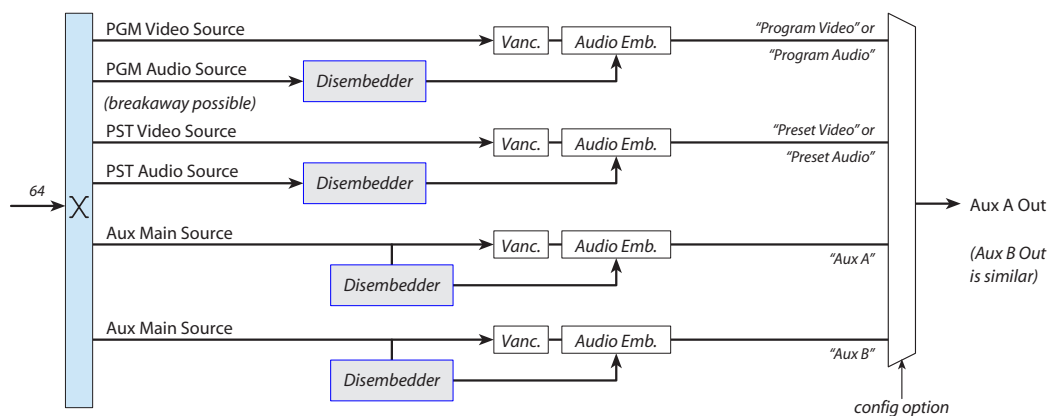 PGM Video Source
Vanc.
Audio Emb.
“Program Video” or
“Program Audio”
PGM Audio Source
Disembedder
(breakaway possible)
PST Video Source
Vanc.
Audio Emb.
“Preset Video” or
“Preset Audio”
PST Audio Source
Disembedder
64
Aux A Out
Aux Main Source
Vanc.
Audio Emb.
“Aux A”
(Aux B Out
is similar)
Disembedder
Aux Main Source
Vanc.
Audio Emb.
“Aux B”
Disembedder
config option